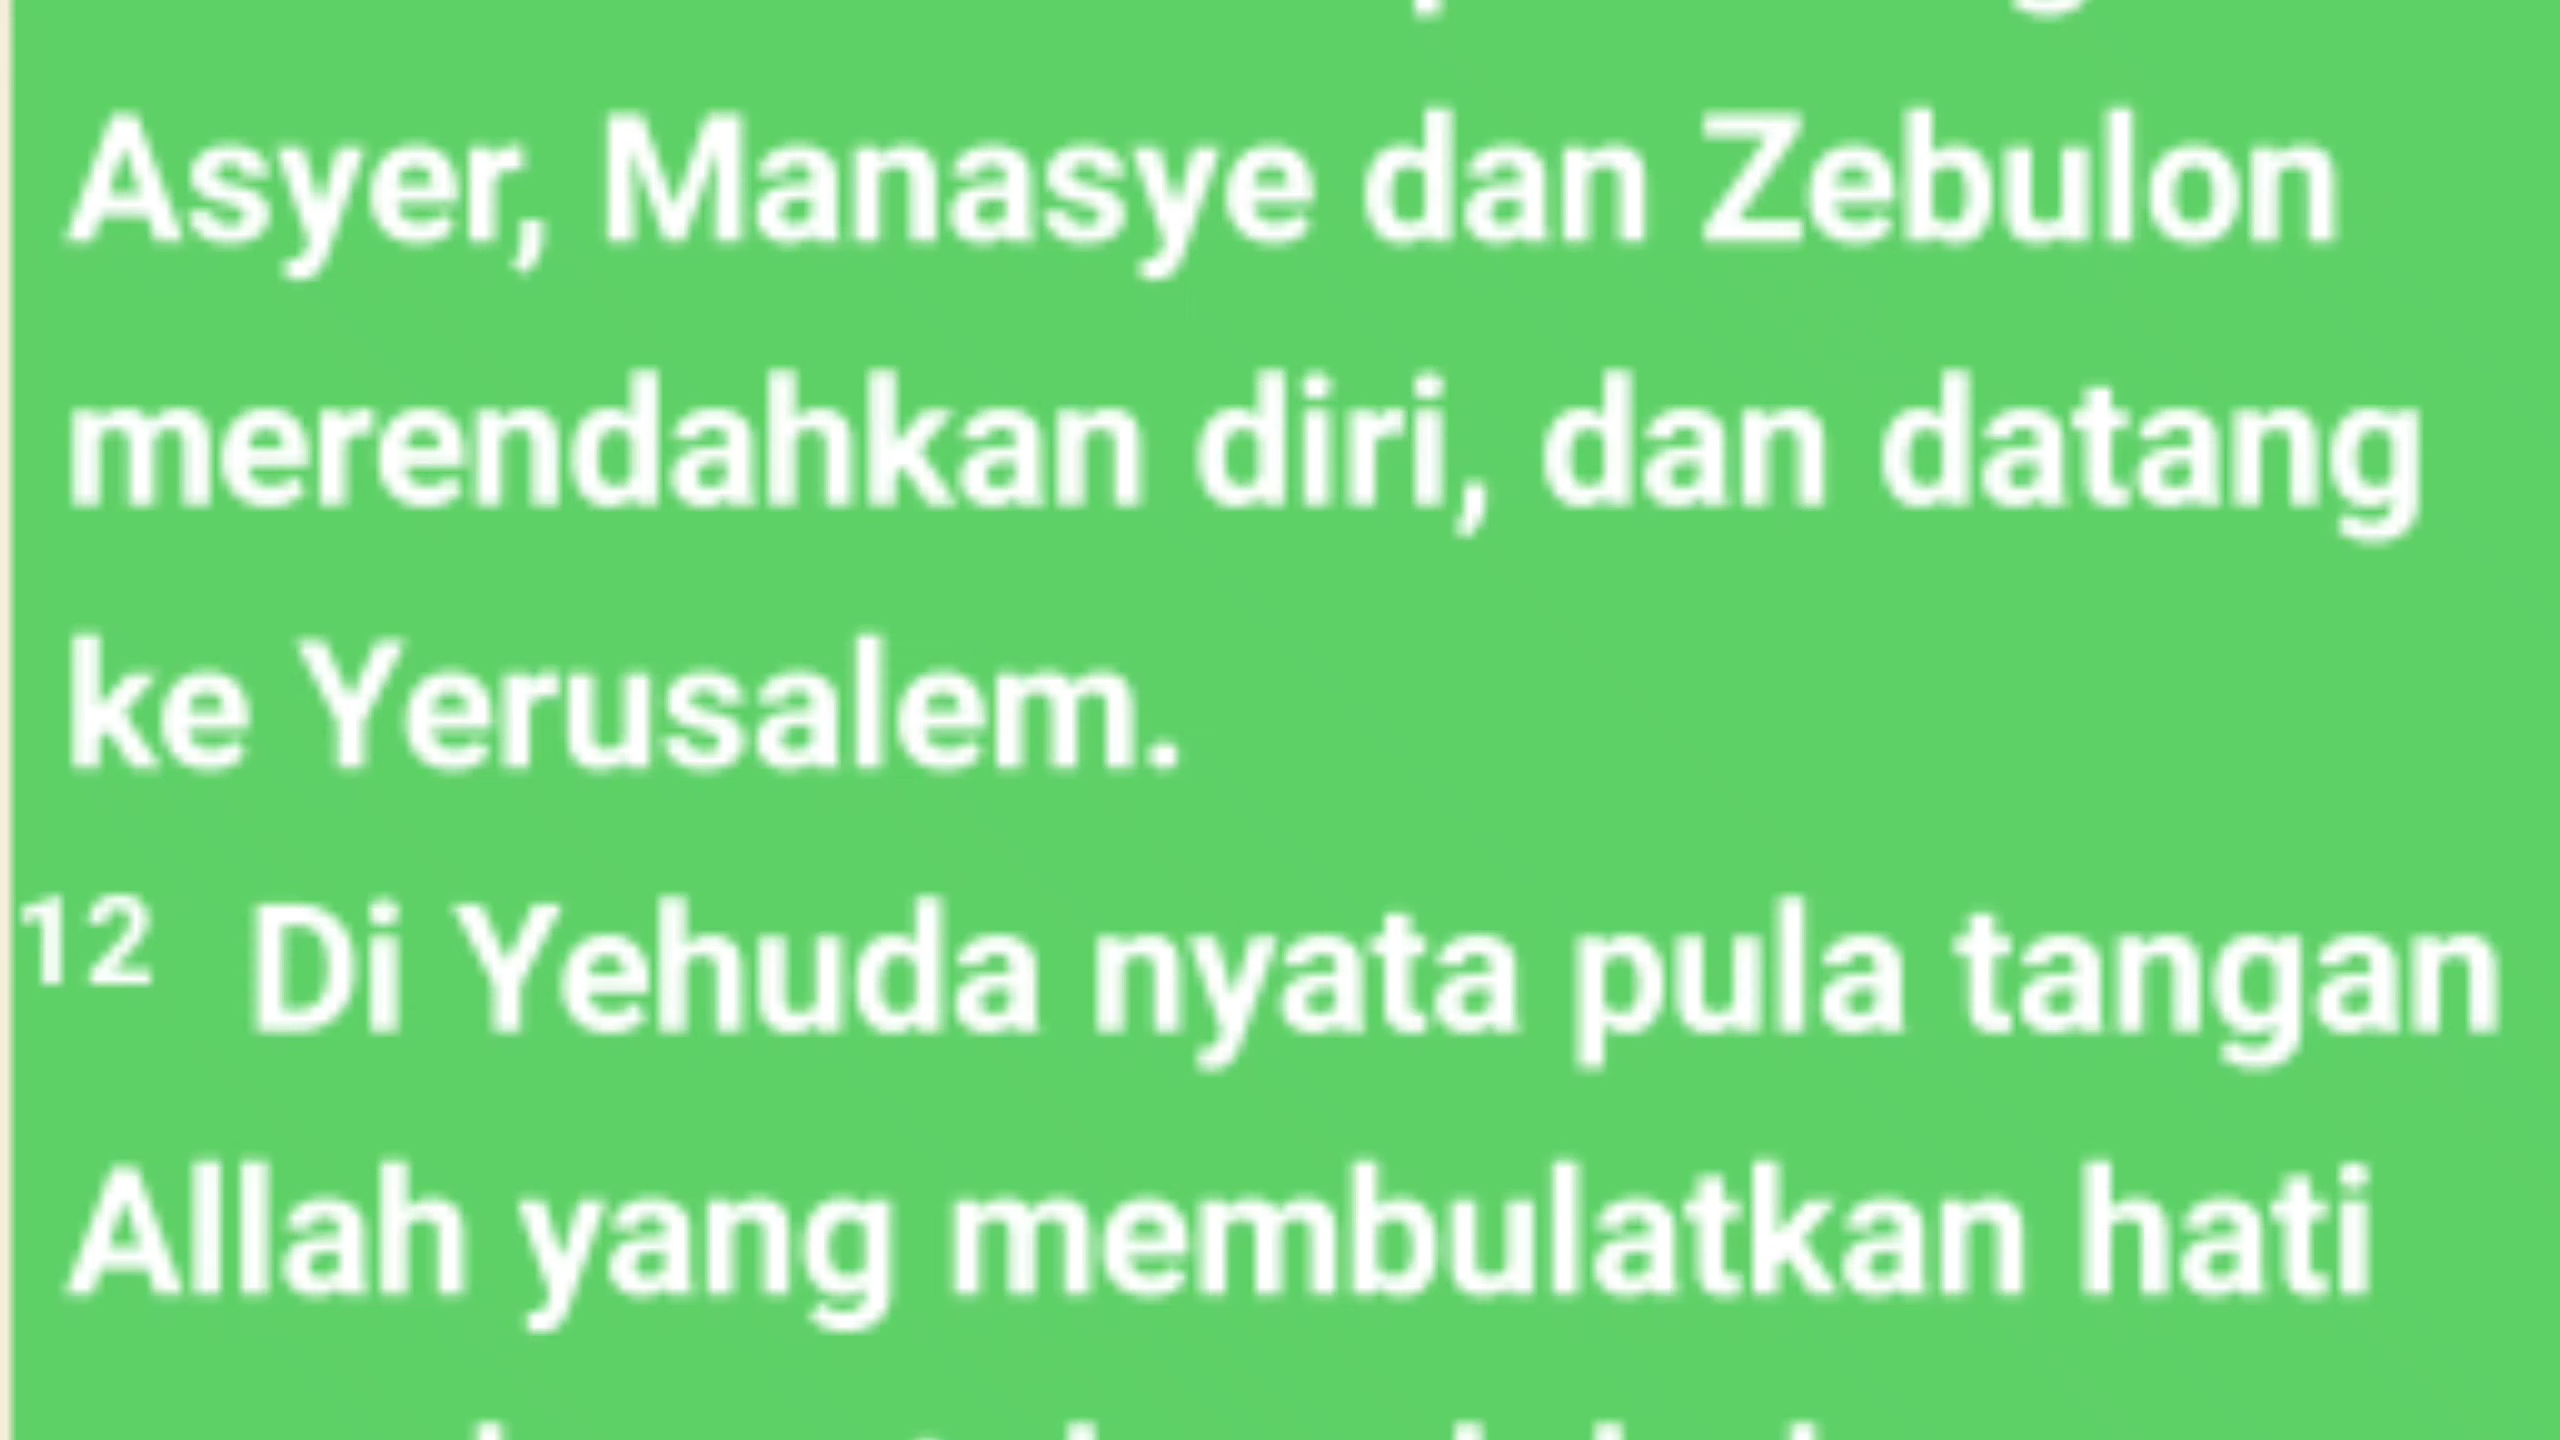 Asyer, Manasye dan Zebulon
merendahkan diri, dan datang
ke Yerusalem.
12 Di Yehuda nyata pula tangan
Allah yang membulatkan hati